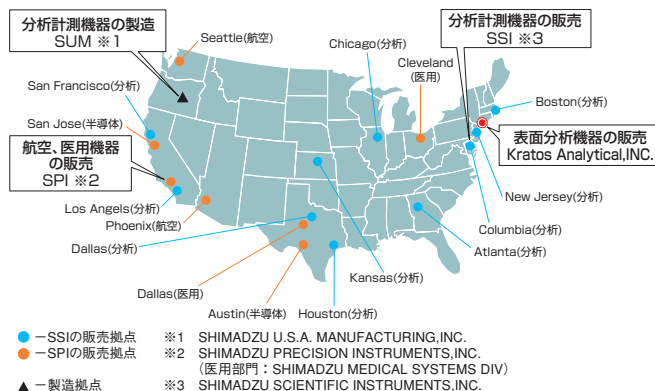 分析計測機器の製造
SUM ※1
Seattle(航空)
Chicago(分析)
分析計測機器の販売
SSI ※3
Cleveland
(医用)
San Francisco(分析)
Boston(分析)
San Jose(半導体)
表面分析機器の販売
Kratos Analytical,INC.
航空、医用機器
の販売
SPI ※2
New Jersey(分析)
Los Angels(分析)
Columbia(分析)
Phoenix(航空)
Atlanta(分析)
Dallas
(分析)
Kansas(分析)
Dallas(医用)
Austin(半導体)
Houston(分析)
ーSSIの販売拠点 ※1 SHIMADZU U.S.A. MANUFACTURING,INC.
ーSPIの販売拠点 ※2 SHIMADZU PRECISION INSTRUMENTS,INC.
(医用部門:SHIMADZU MEDICAL SYSTEMS DIV)
ー製造拠点 ※3 SHIMADZU SCIENTIFIC INSTRUMENTS,INC.